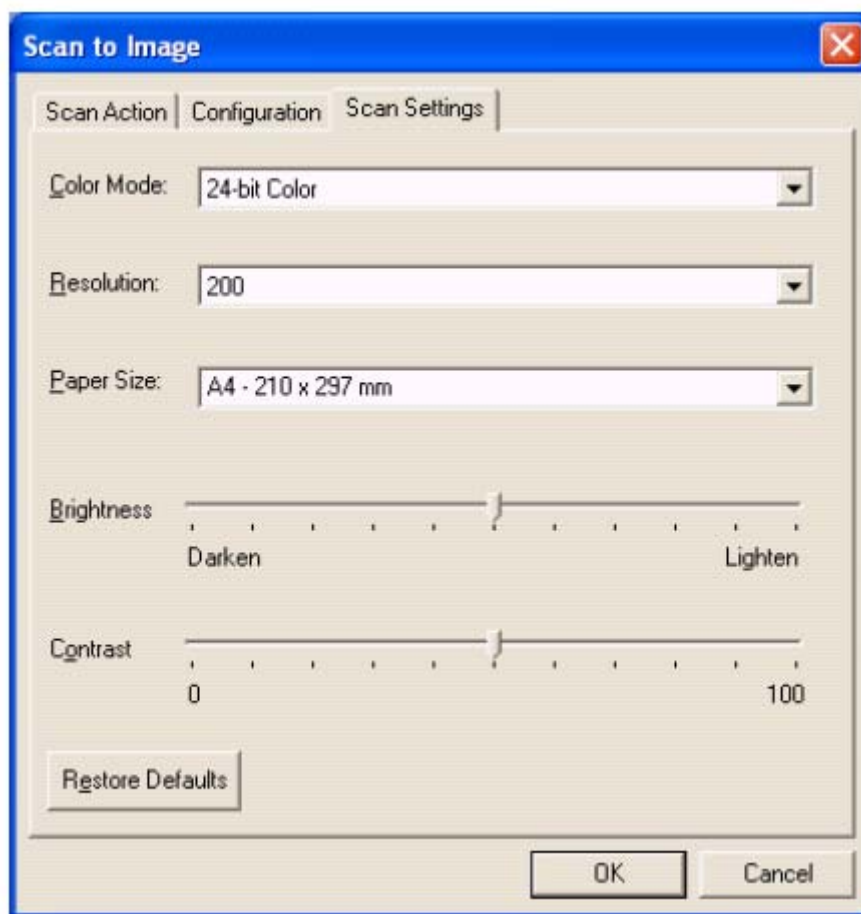 Scan to Image
Scan Action Configuration Scan Settings
Color Mode: 24-bit Color
Resolution: 200
Paper Size: A4 - 210 x 297 mm
Brightness
Darken Lighten
Contrast
0 100
Restore Defaults
OK Cancel